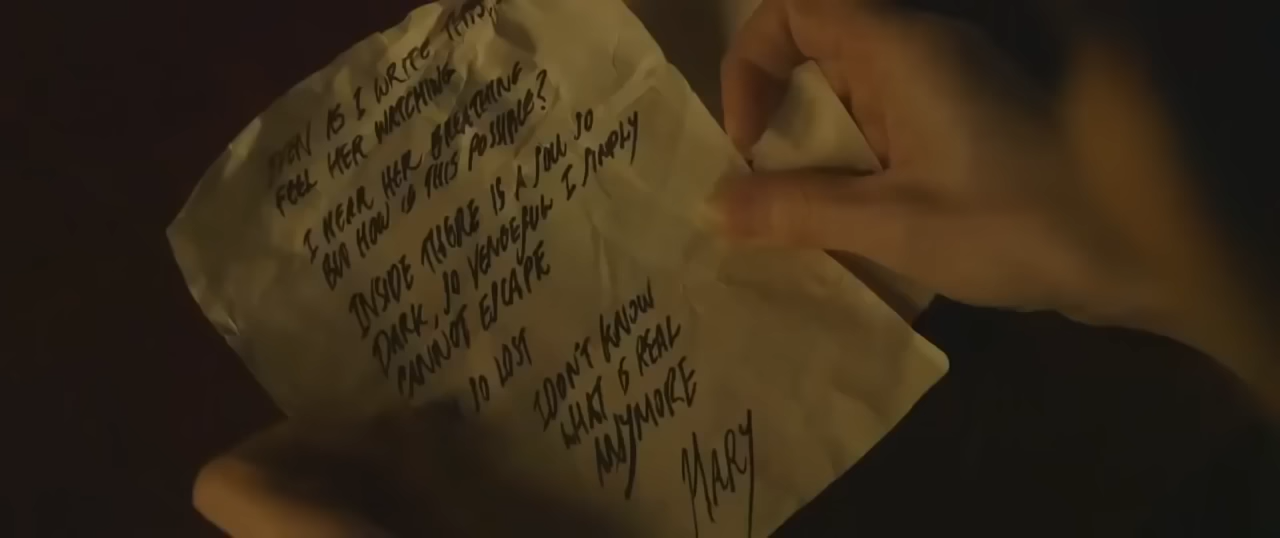 EVEN AS I WRITE THIS,
FEEL HER WATCHING
I HEAR HER BREATHING
BUT HOW IS THIS POSSIBLE?
INSIDE THERE IS A SOUL SO
DARK, SO VENGEFUL I SIMPLY
CANNOT ESCAPE
SO LOST
I DON'T KNOW
WHAT IS REAL
ANYMORE
MARY